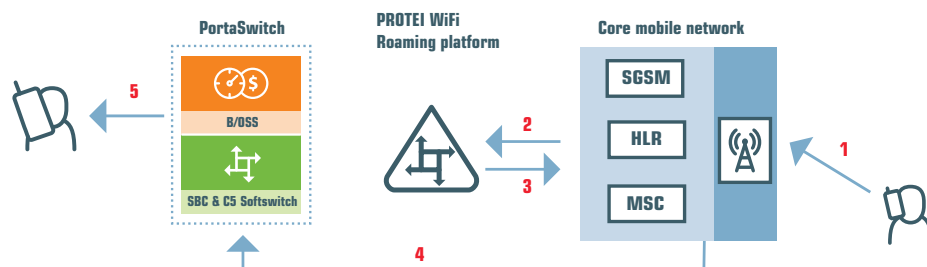 PortaSwitch
PROTEI WiFi
Roaming platform
Core mobile network
SGSM
5
$
B/OSS
2
HLR
1
3
SBC & C5 Softswitch
MSC
4